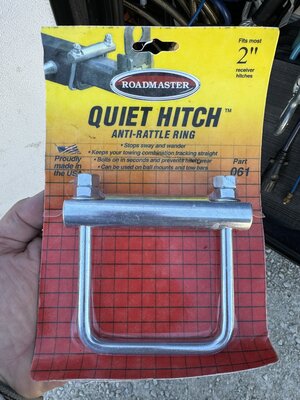 Fits most
2"
receiver
hitches
ROADMASTER
QUIET HITCH™
ANTI-RATTLE RING
• Stops sway and wander
• Keeps your towing combination tracking straight
• Bolts on in seconds and prevents hitch wear
• Can be used on ball mounts and tow bars
Proudly
made in
the USA
Part
061